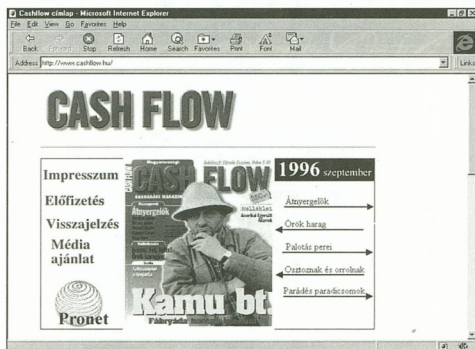 Cashflow címlap - Microsoft Internet Explorer
File Edit View Go Favorites Help
Back Forward Stop Refresh Home Search Favorites Print Font Mail
Address http://www.cashflow.hu/ Links
CASH FLOW
Impresszum
Előfizetés
Visszajelzés
Média
ajánlat
Pronet
CASH FLOW
Átnyergelők
Melléklet
Kamu bt.
1996 szeptember
Átnyergelők
Örök harag
Palotás perei
Osztoznak és orrolnak
Parádés paradicsomok